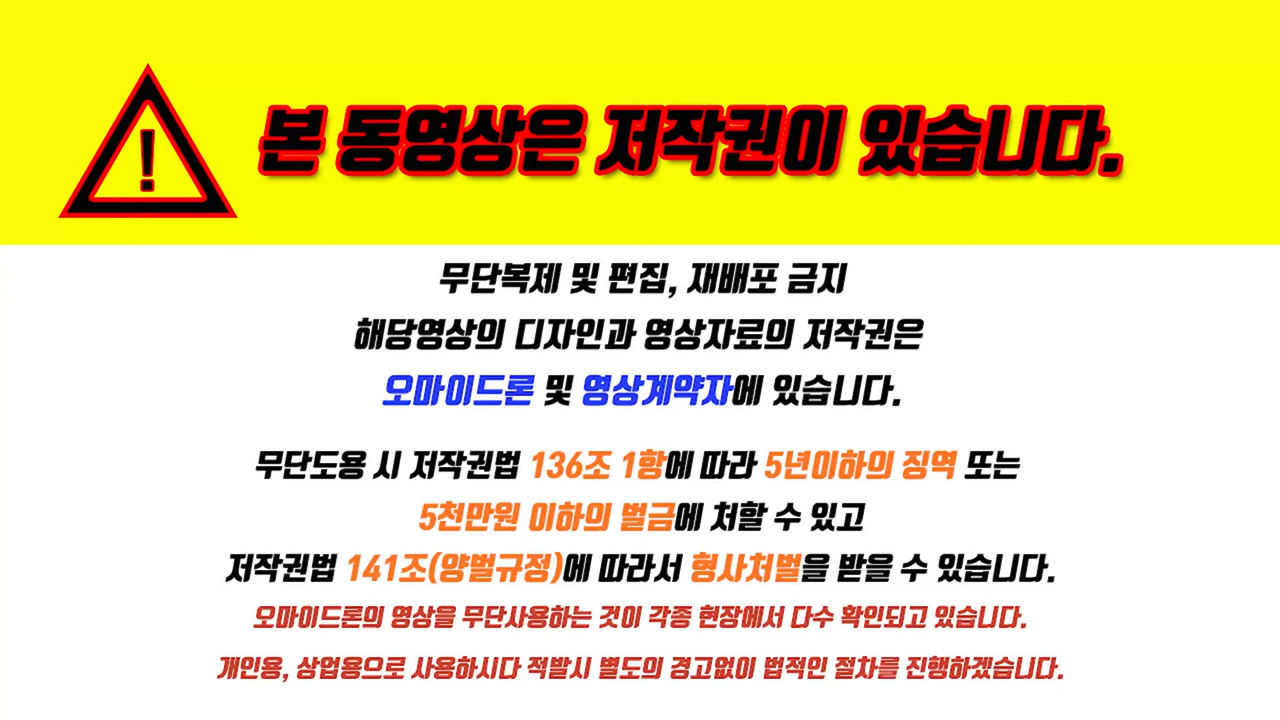 본 동영상은 저작권이 있습니다.
무단복제 및 편집, 재배포 금지
해당영상의 디자인과 영상자료의 저작권은
오마이드론 및 영상계약자에 있습니다.
무단도용 시 저작권법 136조 1항에 따라 5년이하의 징역 또는
5천만원 이하의 벌금에 처할 수 있고
저작권법 141조(양벌규정)에 따라서 형사처벌을 받을 수 있습니다.
오마이드론의 영상을 무단사용하는 것이 각종 현장에서 다수 확인되고 있습니다.
개인용, 상업용으로 사용하시다 적발시 별도의 경고없이 법적인 절차를 진행하겠습니다.